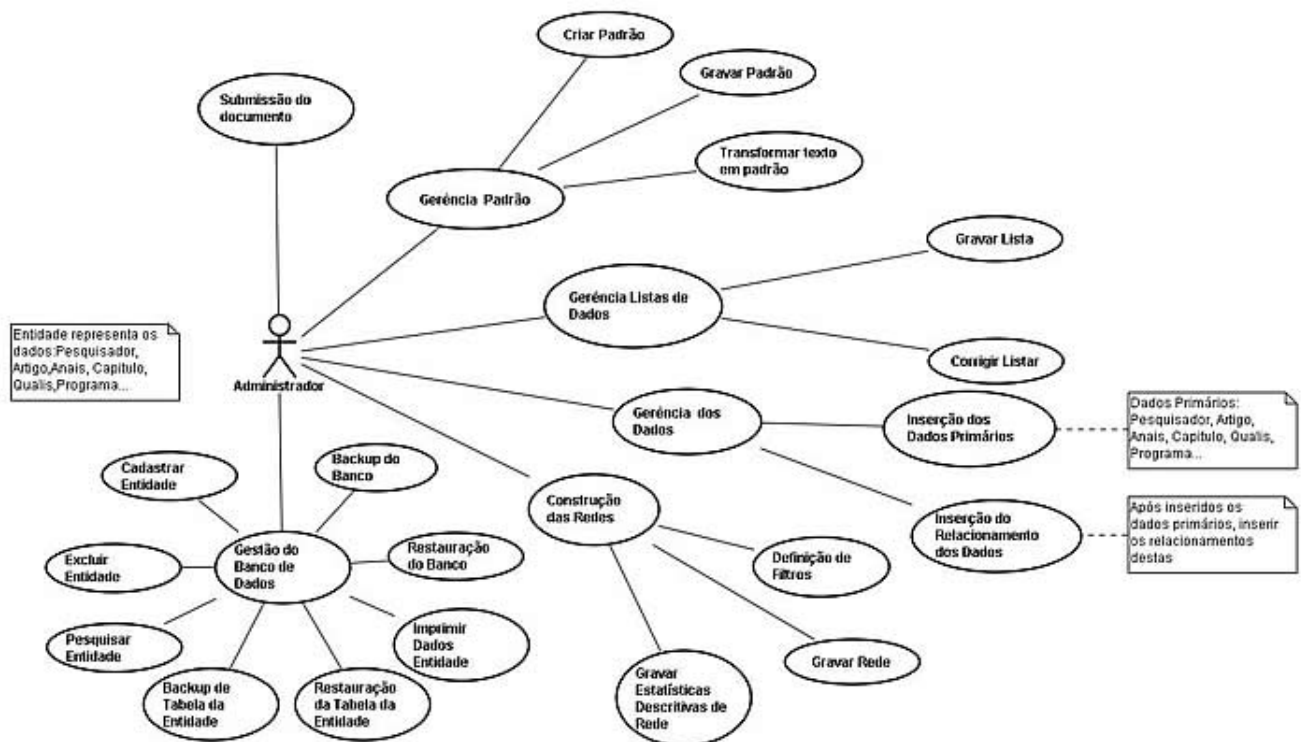 Criar Padrão
Gravar Padrão
Submissão do
documento
Transformar texto
em padrão
Gerência Padrão
Gravar Lista
Gerência Listas de
Dados
Entidade representa os
dados:Pesquisador,
Artigo,Anais, Capítulo,
Qualis,Programa...
Administrador
Corrigir Listar
Gerência dos
Dados
Inserção dos
Dados Primários
Dados Primários:
Pesquisador, Artigo,
Anais, Capítulo, Qualis,
Programa...
Cadastrar
Entidade
Backup do
Banco
Construção
das Redes
Inserção do
Relacionamento
dos Dados
Após inseridos os
dados primários, inserir
os relacionamentos
destas
Excluir
Entidade
Gestão do
Banco de
Dados
Restauração
do Banco
Definição de
Filtros
Pesquisar
Entidade
Imprimir
Dados
Entidade
Gravar Rede
Backup de
Tabela da
Entidade
Restauração
da Tabela da
Entidade
Gravar
Estatísticas
Descritivas de
Rede